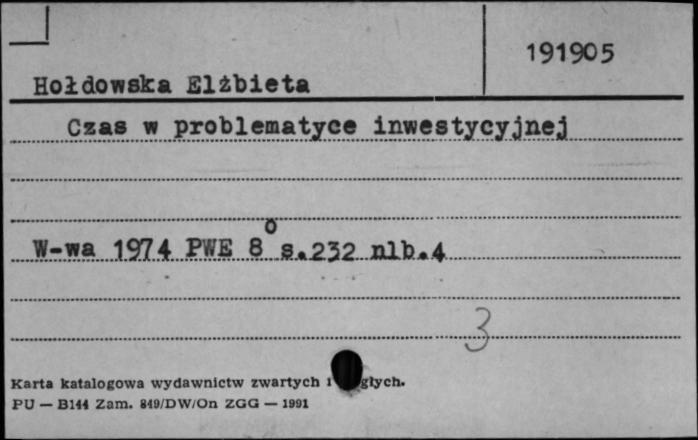 191905
Hołdowska Elżbieta
Czas w problematyce inwestycyjnej
W-wa 1974 PWE 8° s.232 nlb.4
3
Karta katalogowa wydawnictw zwartych i głych.
PU — B144 Zam. 849/DW/On ZGG — 1991